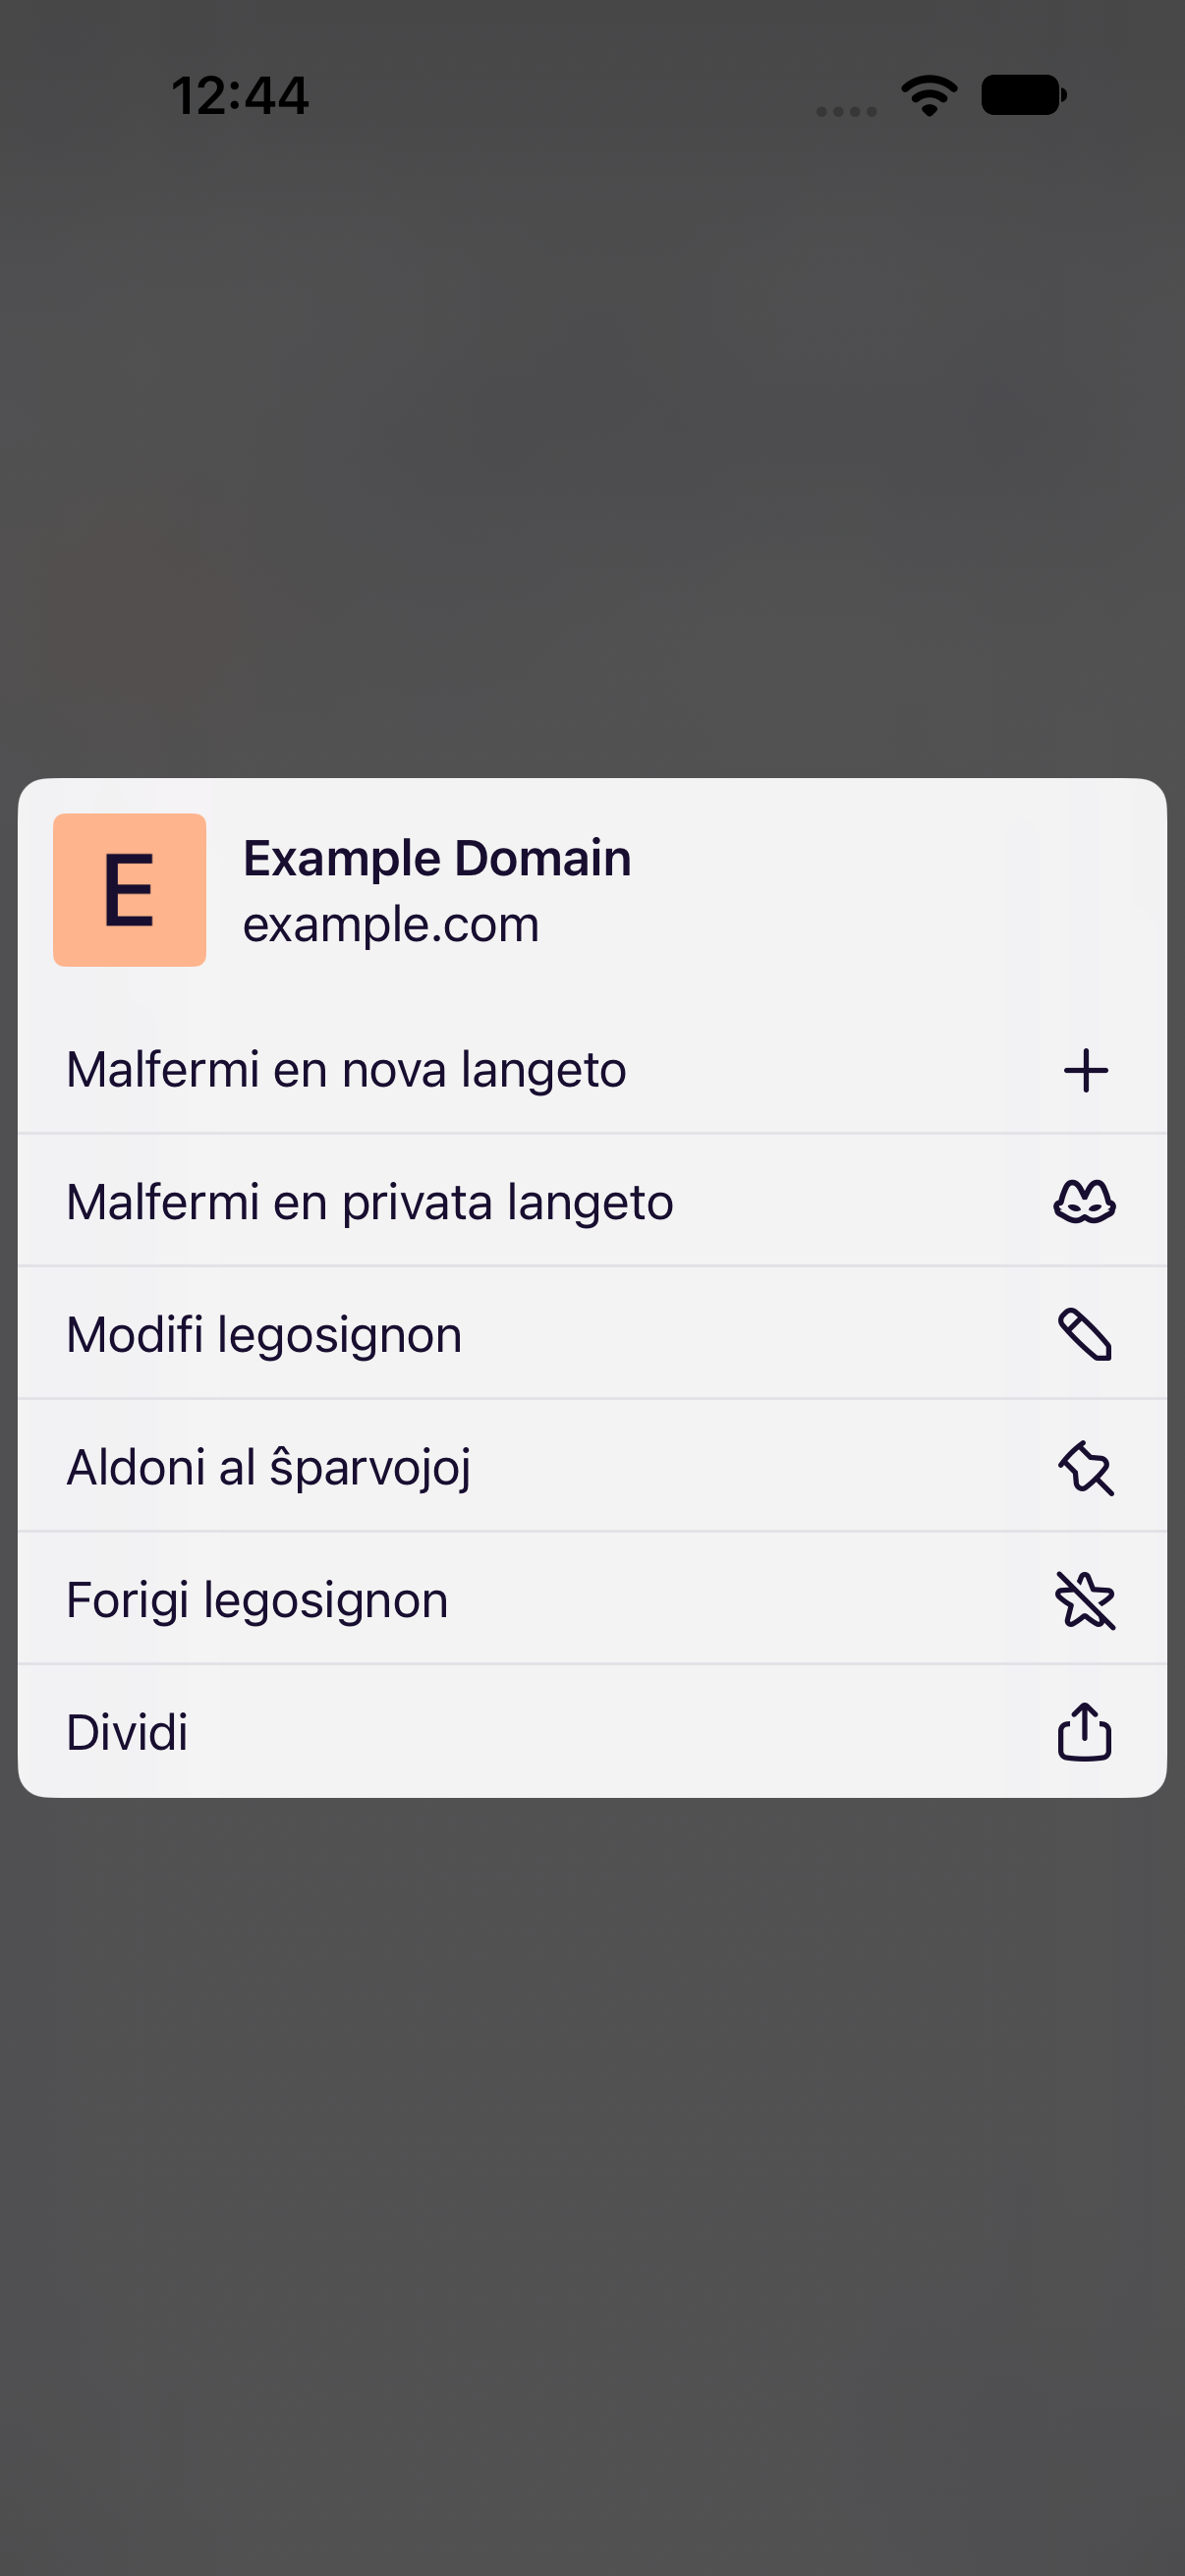 12:44
E
Example Domain
example.com
Malfermi en nova langeto
Malfermi en privata langeto
Modifi legosignon
Aldoni al ŝparvojoj
Forigi legosignon
Dividi